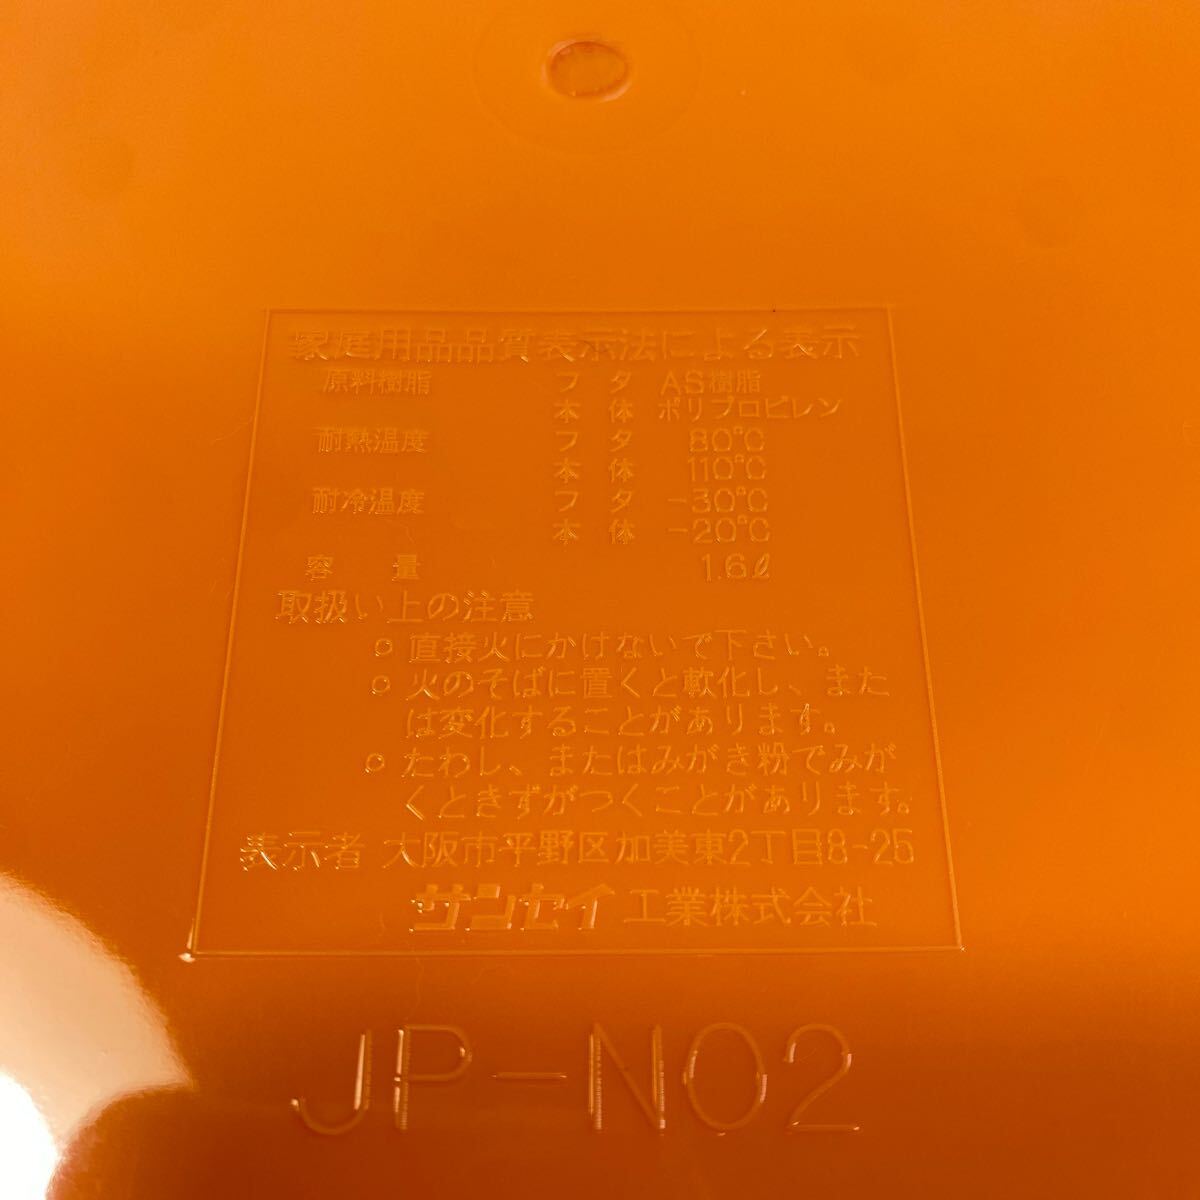 家庭用品品質表示法による表示
原料樹脂 フタ AS樹脂
本体 ポリプロピレン
耐熱温度 フタ 80°C
本体 110°C
耐冷温度 フタ -30°C
本体 -20°C
容量 1.6ℓ
取扱い上の注意
○ 直接火にかけないで下さい。
○ 火のそばに置くと軟化し、また
は変化することがあります。
○ たわし、またはみがき粉でみが
くときずがつくことがあります。
表示者 大阪市平野区加美東2丁目8-25
サンセイ工業株式会社
JP-NO2